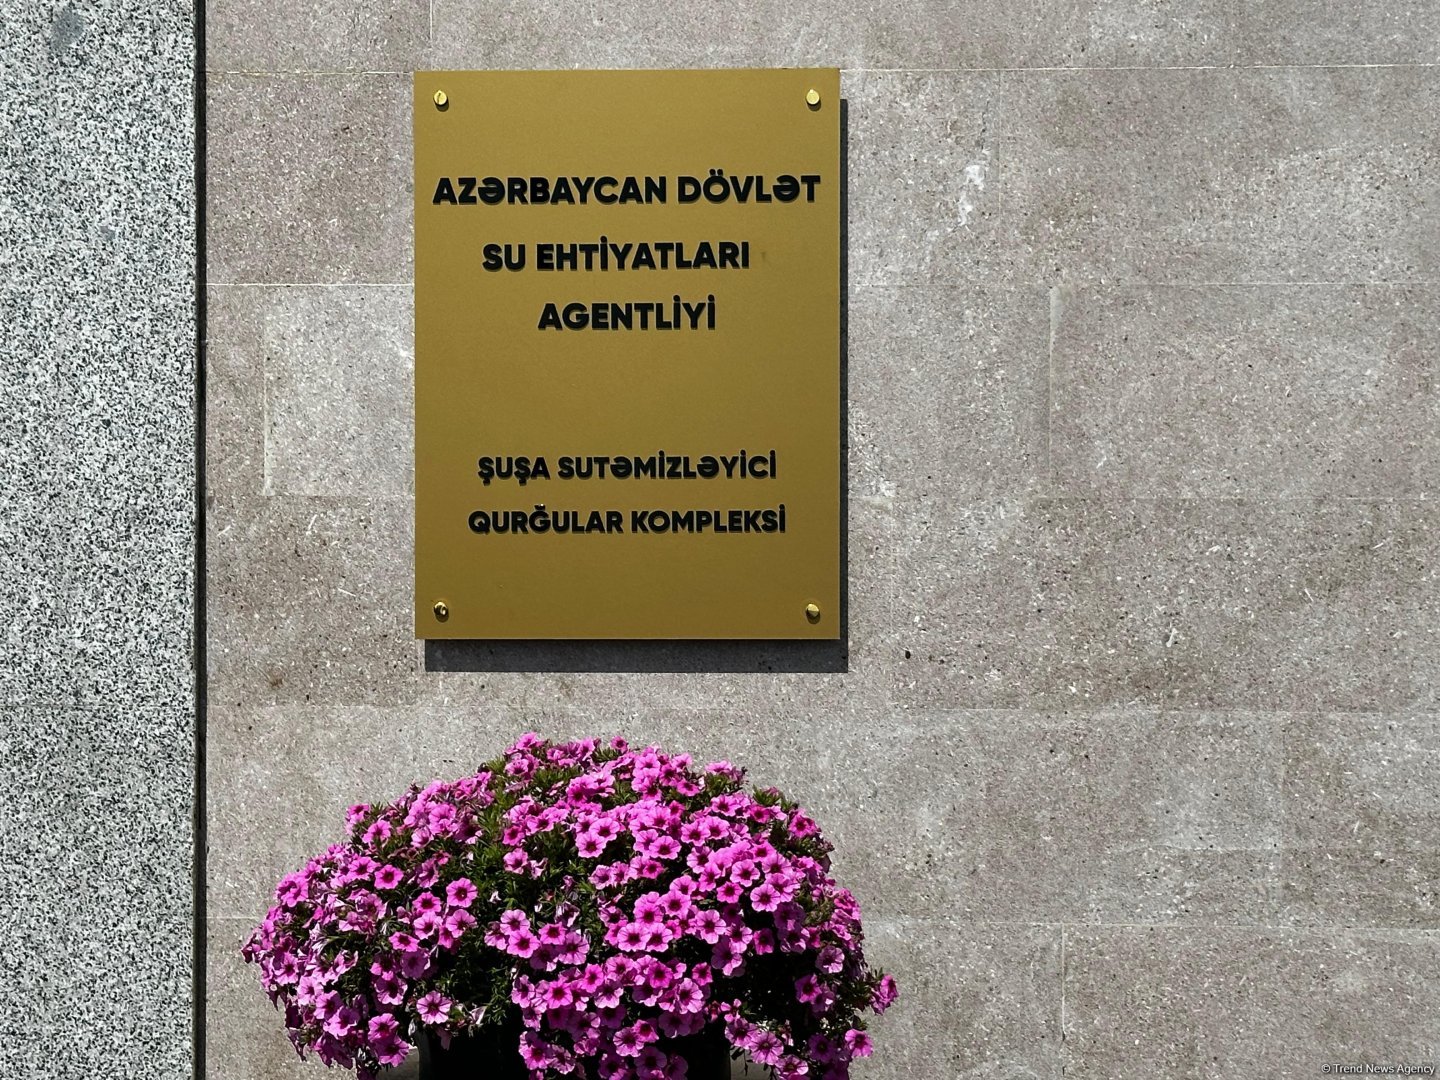 AZƏRBAYCAN DÖVLƏT
SU EHTİYATLARI
AGENTLİYİ
ŞUŞA SUTƏMİZLƏYİCİ
QURĞULAR KOMPLEKSİ
© Trend News Agency